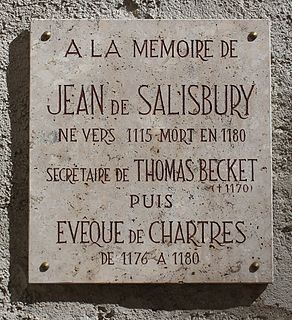 A LA MEMOIRE DE
JEAN DE SALISBURY
NE VERS 1115 MORT EN 1180
SECRÉTAIRE DE THOMAS BECKET
(†1170)
PUIS
EVÊQUE DE CHARTRES
DE 1176 A 1180